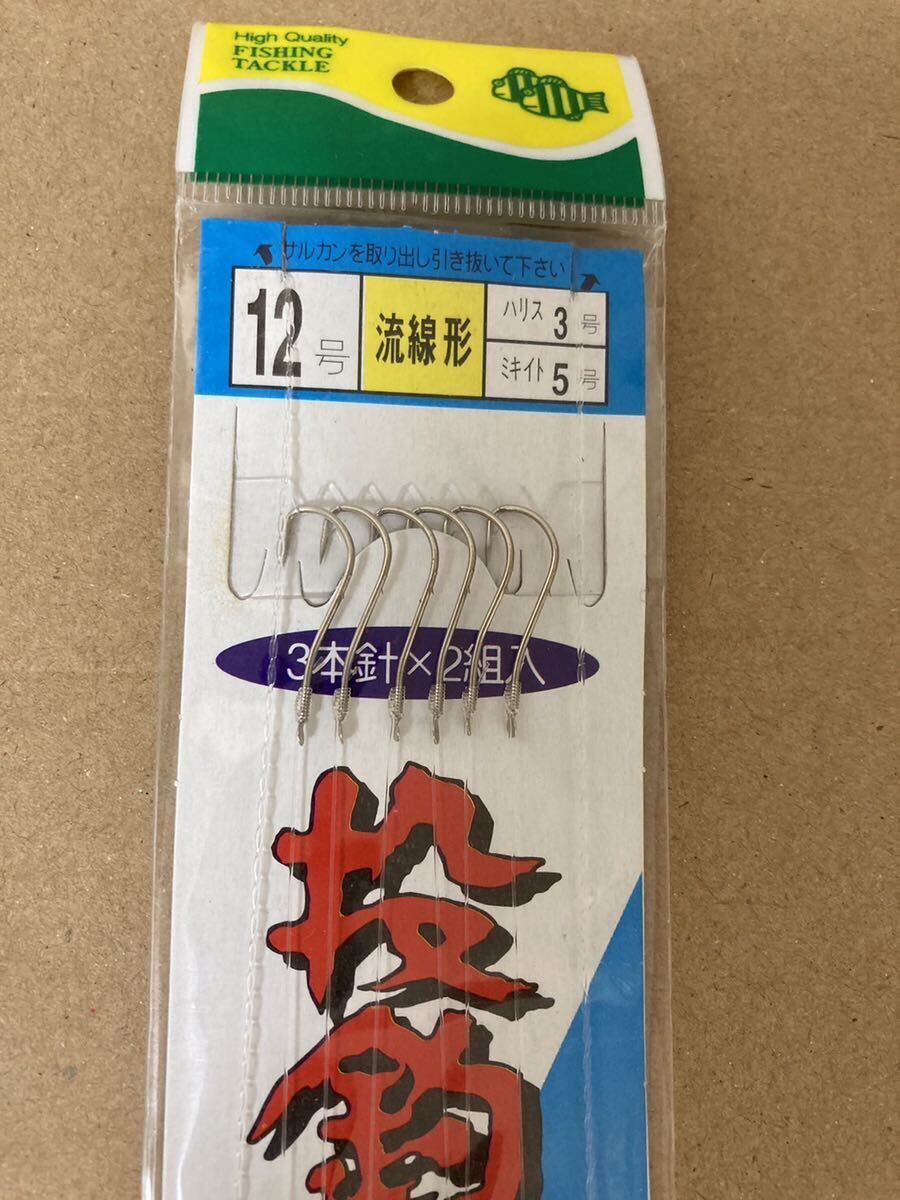 High Quality
FISHING
TACKLE
サルカンを取り出し引き抜いて下さい
12号
流線形
ハリス 3号
ミキイト 5号
3本針×2組入
投釣